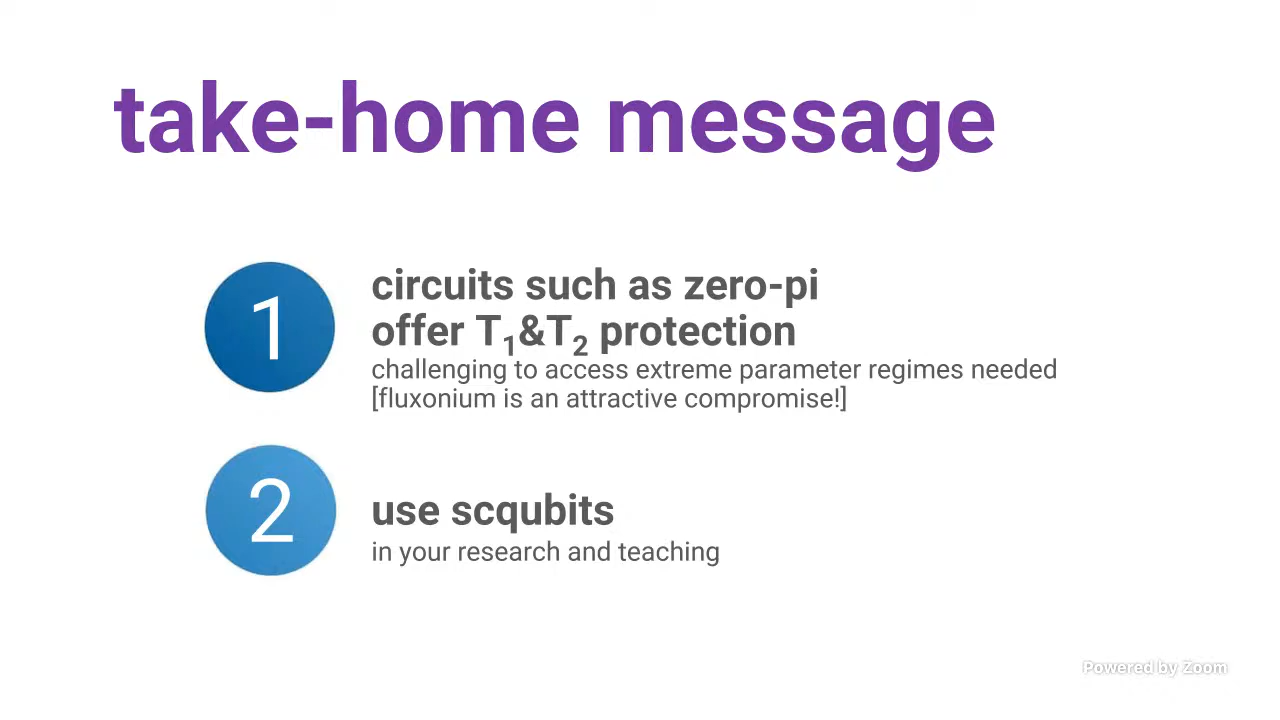 take-home message
1
circuits such as zero-pi
offer T₁&T₂ protection
challenging to access extreme parameter regimes needed
[fluxonium is an attractive compromise!]
2
use scqubits
in your research and teaching
Powered by Zoom